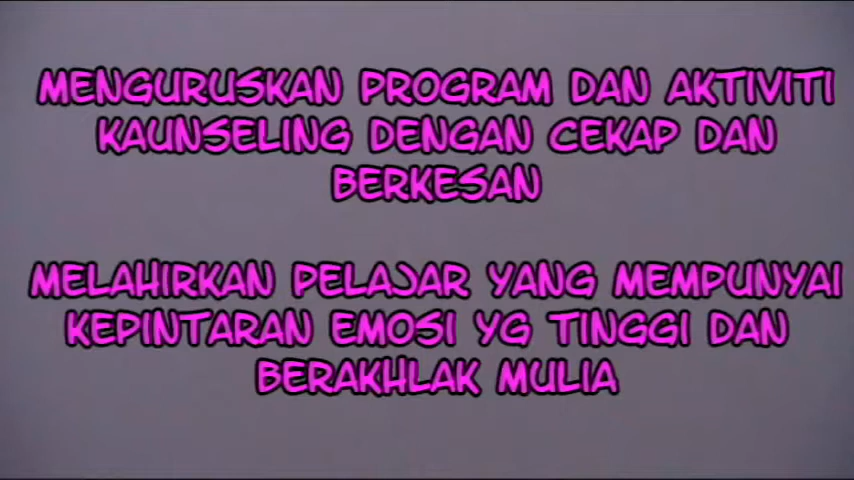 MENGURUSKAN PROGRAM DAN AKTIVITI
KAUNSELING DENGAN CEKAP DAN
BERKESAN
MELAHIRKAN PELAJAR YANG MEMPUNYAI
KEPINTARAN EMOSI YG TINGGI DAN
BERAKHLAK MULIA